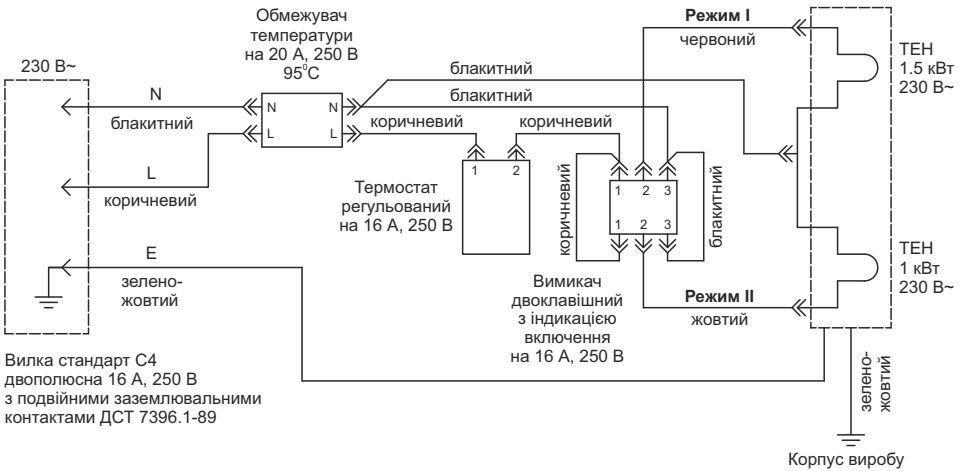 230 В~
N
блакитний
L
коричневий
E
зелено-
жовтий
Вилка стандарт С4
двополюсна 16 А, 250 В
з подвійними заземлювальними
контактами ДСТ 7396.1-89
Обмежувач
температури
на 20 А, 250 В
95°С
N N
L L
блакитний
блакитний
коричневий
коричневий
1 2
Термостат
регульований
на 16 А, 250 В
Режим I
червоний
коричневий
1 2 3
1 2 3
блакитний
Вимикач
двоклавішний
з індикацією
включення
на 16 А, 250 В
Режим II
жовтий
ТЕН
1.5 кВт
230 В~
ТЕН
1 кВт
230 В~
зелено-
жовтий
Корпус виробу